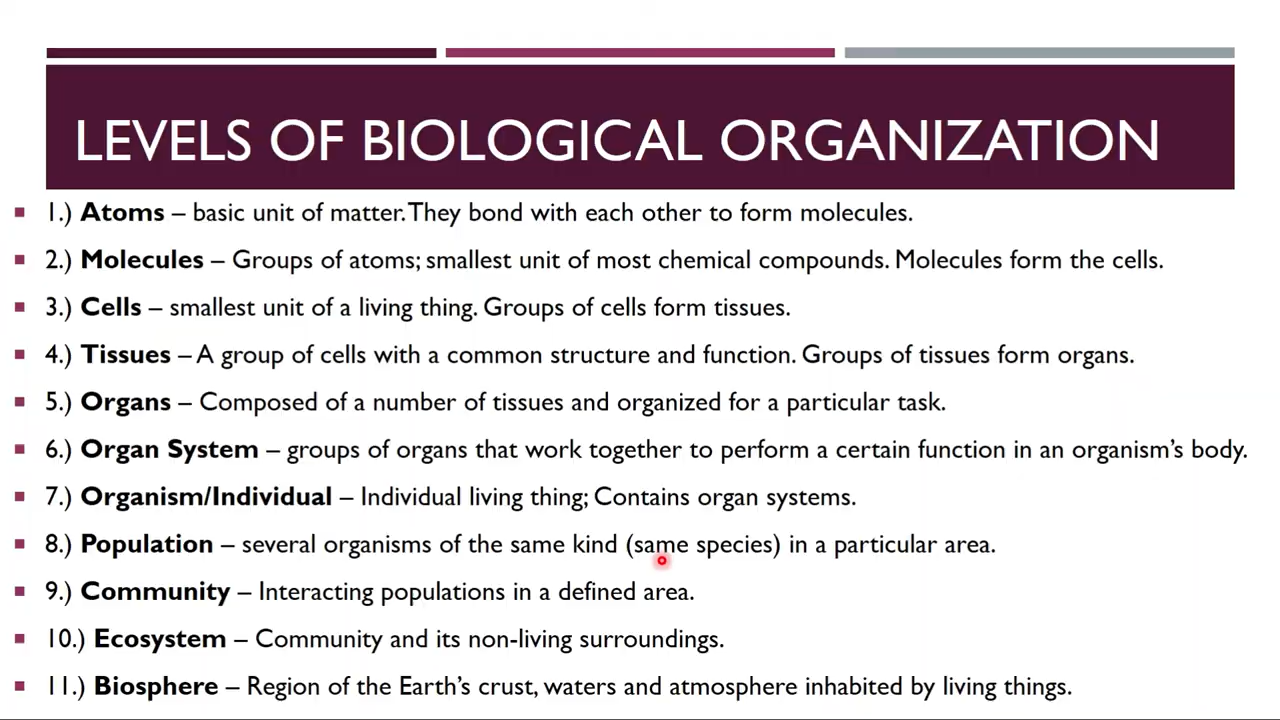 LEVELS OF BIOLOGICAL ORGANIZATION
1.) Atoms – basic unit of matter. They bond with each other to form molecules.
2.) Molecules – Groups of atoms; smallest unit of most chemical compounds. Molecules form the cells.
3.) Cells – smallest unit of a living thing. Groups of cells form tissues.
4.) Tissues – A group of cells with a common structure and function. Groups of tissues form organs.
5.) Organs – Composed of a number of tissues and organized for a particular task.
6.) Organ System – groups of organs that work together to perform a certain function in an organism's body.
7.) Organism/Individual – Individual living thing; Contains organ systems.
8.) Population – several organisms of the same kind (same species) in a particular area.
9.) Community – Interacting populations in a defined area.
10.) Ecosystem – Community and its non-living surroundings.
11.) Biosphere – Region of the Earth's crust, waters and atmosphere inhabited by living things.